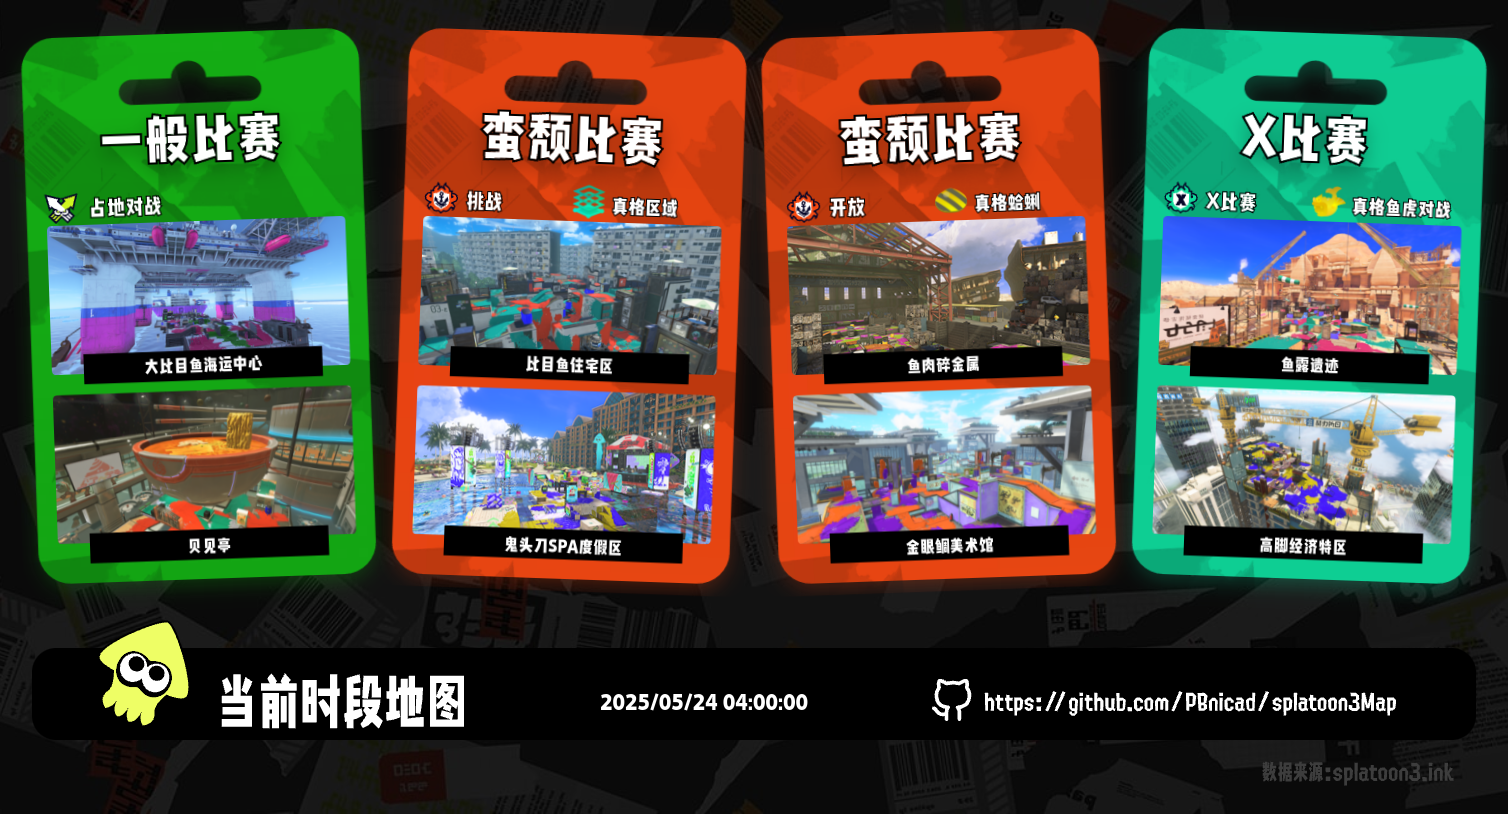 一般比赛
占地对战
大比目鱼海运中心
贝见亭
蛮颓比赛
挑战
真格区域
比目鱼住宅区
鬼头刀SPA度假区
蛮颓比赛
开放
真格蛤蜊
鱼肉碎金属
金眼鲷美术馆
X比赛
X比赛
真格鱼虎对战
鱼露遗迹
高脚经济特区
当前时段地图
2025/05/24 04:00:00
https://github.com/PBnicad/splatoon3Map
数据来源:splatoon3.ink